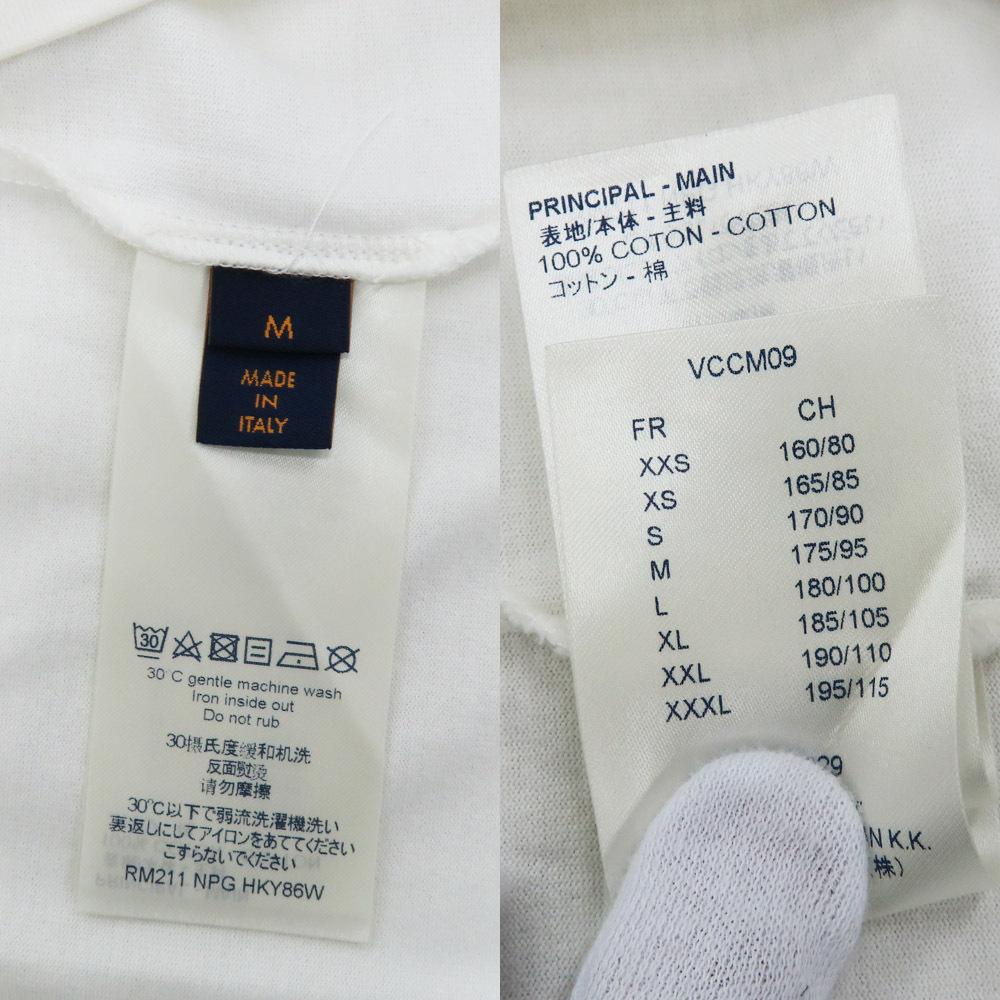 M
MADE
IN
ITALY
30
30°C gentle machine wash
Iron inside out
Do not rub
30摄氏度缓和机洗
反面熨烫
请勿摩擦
30℃以下で弱流洗濯機洗い
裏返しにしてアイロンをあててください
こすらないでください
RM211 NPG HKY86W
PRINCIPAL - MAIN
表地/本体 - 主料
100% COTON - COTTON
コットン - 棉
VCCM09
FR CH
XXS 160/80
XS 165/85
S 170/90
M 175/95
L 180/100
XL 185/105
XXL 190/110
XXXL 195/115
29
K.K.
株)